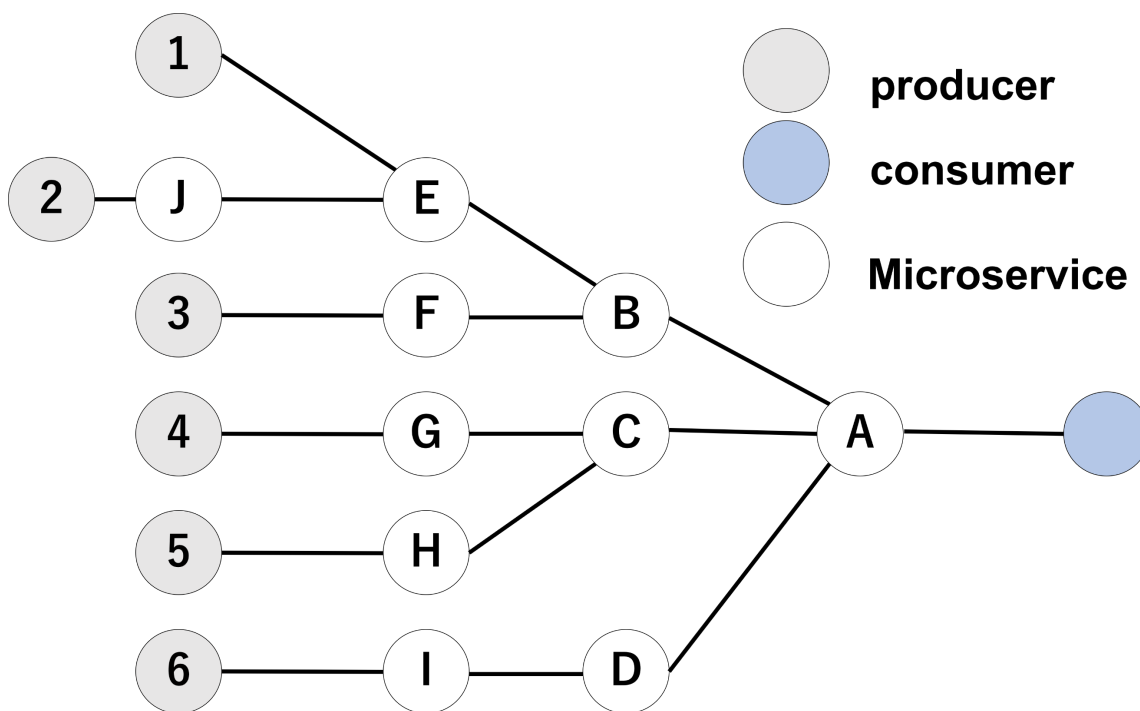 1
producer
2 J E
consumer
3 F B
Microservice
4 G C A
5 H
6 I D